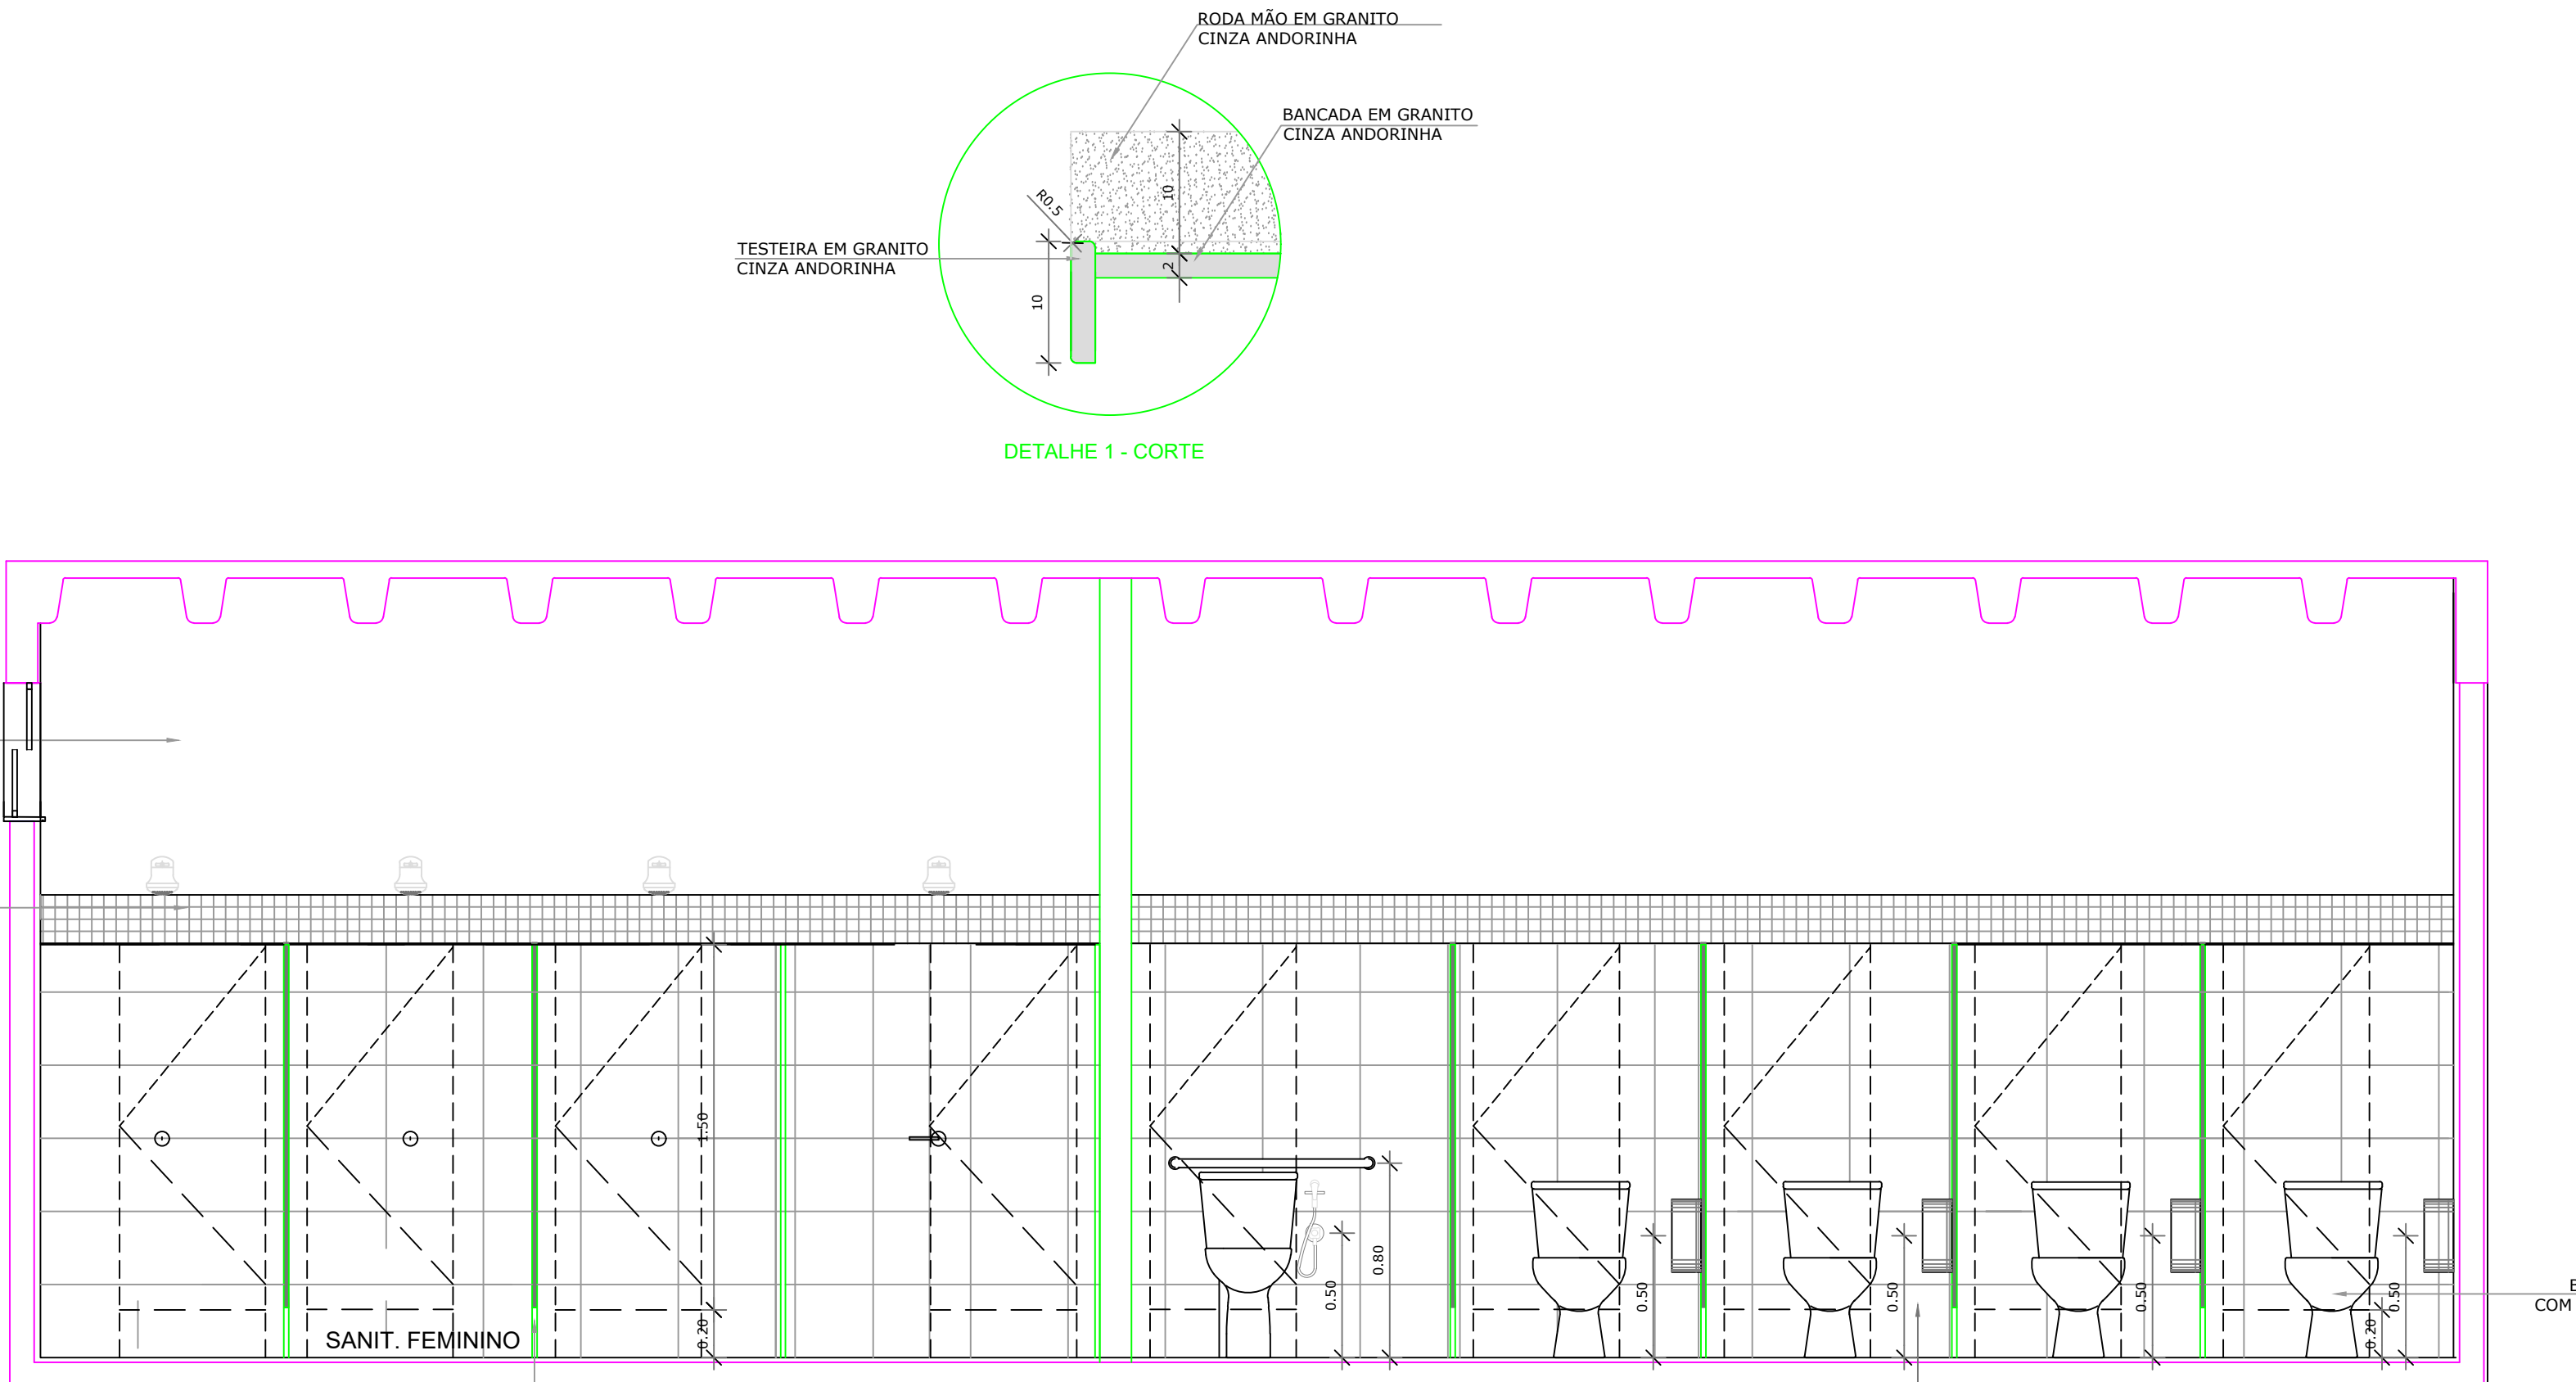 RODA MÃO EM GRANITO
CINZA ANDORINHA
BANCADA EM GRANITO
CINZA ANDORINHA
10
R0.5
TESTEIRA EM GRANITO
CINZA ANDORINHA
2
10
DETALHE 1 - CORTE
1.50
0.80
0.50
0.50
0.50
0.50
0.50
E
COM
0.20
0.20
SANIT. FEMININO